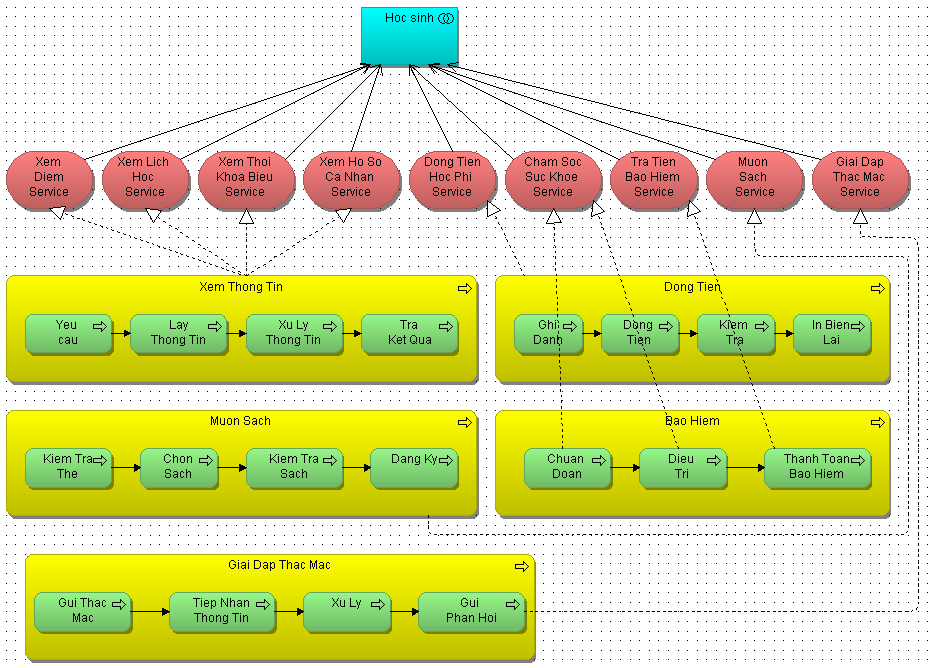 Hoc sinh
Xem
Diem
Service
Xem Lich
Hoc
Service
Xem Thoi
Khoa Bieu
Service
Xem Ho So
Ca Nhan
Service
Dong Tien
Hoc Phi
Service
Cham Soc
Suc Khoe
Service
Tra Tien
Bao Hiem
Service
Muon
Sach
Service
Giai Dap
Thac Mac
Service
Xem Thong Tin
Yeu
cau
Lay
Thong Tin
Xu Ly
Thong Tin
Tra
Ket Qua
Dong Tien
Ghi
Danh
Dong
Tien
Kiem
Tra
In Bien
Lai
Muon Sach
Kiem Tra
The
Chon
Sach
Kiem Tra
Sach
Dang Ky
Bao Hiem
Chuan
Doan
Dieu
Tri
Thanh Toan
Bao Hiem
Giai Dap Thac Mac
Gui Thac
Mac
Tiep Nhan
Thong Tin
Xu Ly
Gui
Phan Hoi